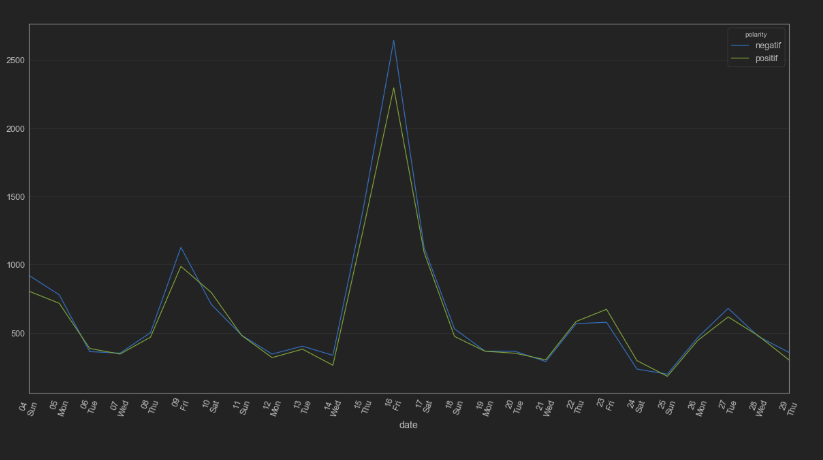 polarity
negatif
positif
2500
2000
1500
1000
500
04
Sun
05
Mon
06
Tue
07
Wed
08
Thu
09
Fri
10
Sat
11
Sun
12
Mon
13
Tue
14
Wed
15
Thu
16
Fri
17
Sat
18
Sun
19
Mon
20
Tue
21
Wed
22
Thu
23
Fri
24
Sat
25
Sun
26
Mon
27
Tue
28
Wed
29
Thu
date